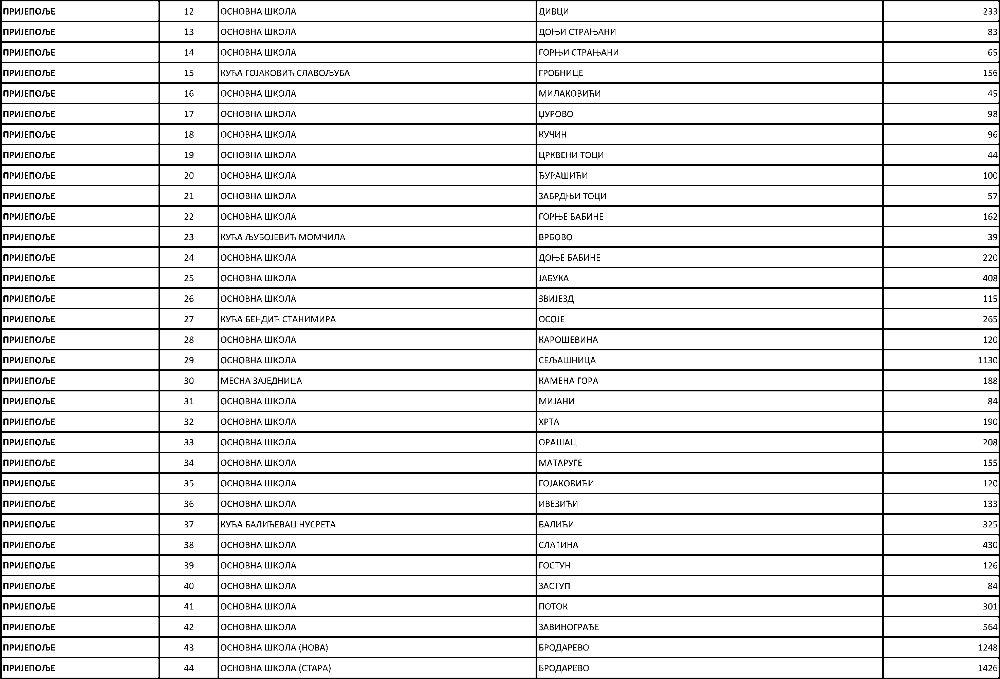 ПРИЈЕПОЉЕ 12 ОСНОВНА ШКОЛА ДИВЦИ 233
ПРИЈЕПОЉЕ 13 ОСНОВНА ШКОЛА ДОЊИ СТРАЊАНИ 83
ПРИЈЕПОЉЕ 14 ОСНОВНА ШКОЛА ГОРЊИ СТРАЊАНИ 65
ПРИЈЕПОЉЕ 15 КУЋА ГОЈАКОВИЋ СЛАВОЉУБА ГРОБНИЦЕ 156
ПРИЈЕПОЉЕ 16 ОСНОВНА ШКОЛА МИЛАКОВИЋИ 45
ПРИЈЕПОЉЕ 17 ОСНОВНА ШКОЛА ЏУРОВО 98
ПРИЈЕПОЉЕ 18 ОСНОВНА ШКОЛА КУЧИН 96
ПРИЈЕПОЉЕ 19 ОСНОВНА ШКОЛА ЦРКВЕНИ ТОЦИ 44
ПРИЈЕПОЉЕ 20 ОСНОВНА ШКОЛА ЂУРАШИЋИ 100
ПРИЈЕПОЉЕ 21 ОСНОВНА ШКОЛА ЗАБРДЊИ ТОЦИ 57
ПРИЈЕПОЉЕ 22 ОСНОВНА ШКОЛА ГОРЊЕ БАБИНЕ 162
ПРИЈЕПОЉЕ 23 КУЋА ЉУБОЈЕВИЋ МОМЧИЛА ВРБОВО 39
ПРИЈЕПОЉЕ 24 ОСНОВНА ШКОЛА ДОЊЕ БАБИНЕ 220
ПРИЈЕПОЉЕ 25 ОСНОВНА ШКОЛА ЈАБУКА 408
ПРИЈЕПОЉЕ 26 ОСНОВНА ШКОЛА ЗВИЈЕЗД 115
ПРИЈЕПОЉЕ 27 КУЋА БЕНДИЋ СТАНИМИРА ОСОЈЕ 265
ПРИЈЕПОЉЕ 28 ОСНОВНА ШКОЛА КАРОШЕВИНА 120
ПРИЈЕПОЉЕ 29 ОСНОВНА ШКОЛА СЕЉАШНИЦА 1130
ПРИЈЕПОЉЕ 30 МЕСНА ЗАЈЕДНИЦА КАМЕНА ГОРА 188
ПРИЈЕПОЉЕ 31 ОСНОВНА ШКОЛА МИЈАНИ 84
ПРИЈЕПОЉЕ 32 ОСНОВНА ШКОЛА ХРТА 190
ПРИЈЕПОЉЕ 33 ОСНОВНА ШКОЛА ОРАШАЦ 208
ПРИЈЕПОЉЕ 34 ОСНОВНА ШКОЛА МАТАРУГЕ 155
ПРИЈЕПОЉЕ 35 ОСНОВНА ШКОЛА ГОЈАКОВИЋИ 120
ПРИЈЕПОЉЕ 36 ОСНОВНА ШКОЛА ИВЕЗИЋИ 133
ПРИЈЕПОЉЕ 37 КУЋА БАЛИЋЕВАЦ НУСРЕТА БАЛИЋИ 325
ПРИЈЕПОЉЕ 38 ОСНОВНА ШКОЛА СЛАТИНА 430
ПРИЈЕПОЉЕ 39 ОСНОВНА ШКОЛА ГОСТУН 126
ПРИЈЕПОЉЕ 40 ОСНОВНА ШКОЛА ЗАСТУП 84
ПРИЈЕПОЉЕ 41 ОСНОВНА ШКОЛА ПОТОК 301
ПРИЈЕПОЉЕ 42 ОСНОВНА ШКОЛА ЗАВИНОГРАЂЕ 564
ПРИЈЕПОЉЕ 43 ОСНОВНА ШКОЛА (НОВА) БРОДАРЕВО 1248
ПРИЈЕПОЉЕ 44 ОСНОВНА ШКОЛА (СТАРА) БРОДАРЕВО 1426